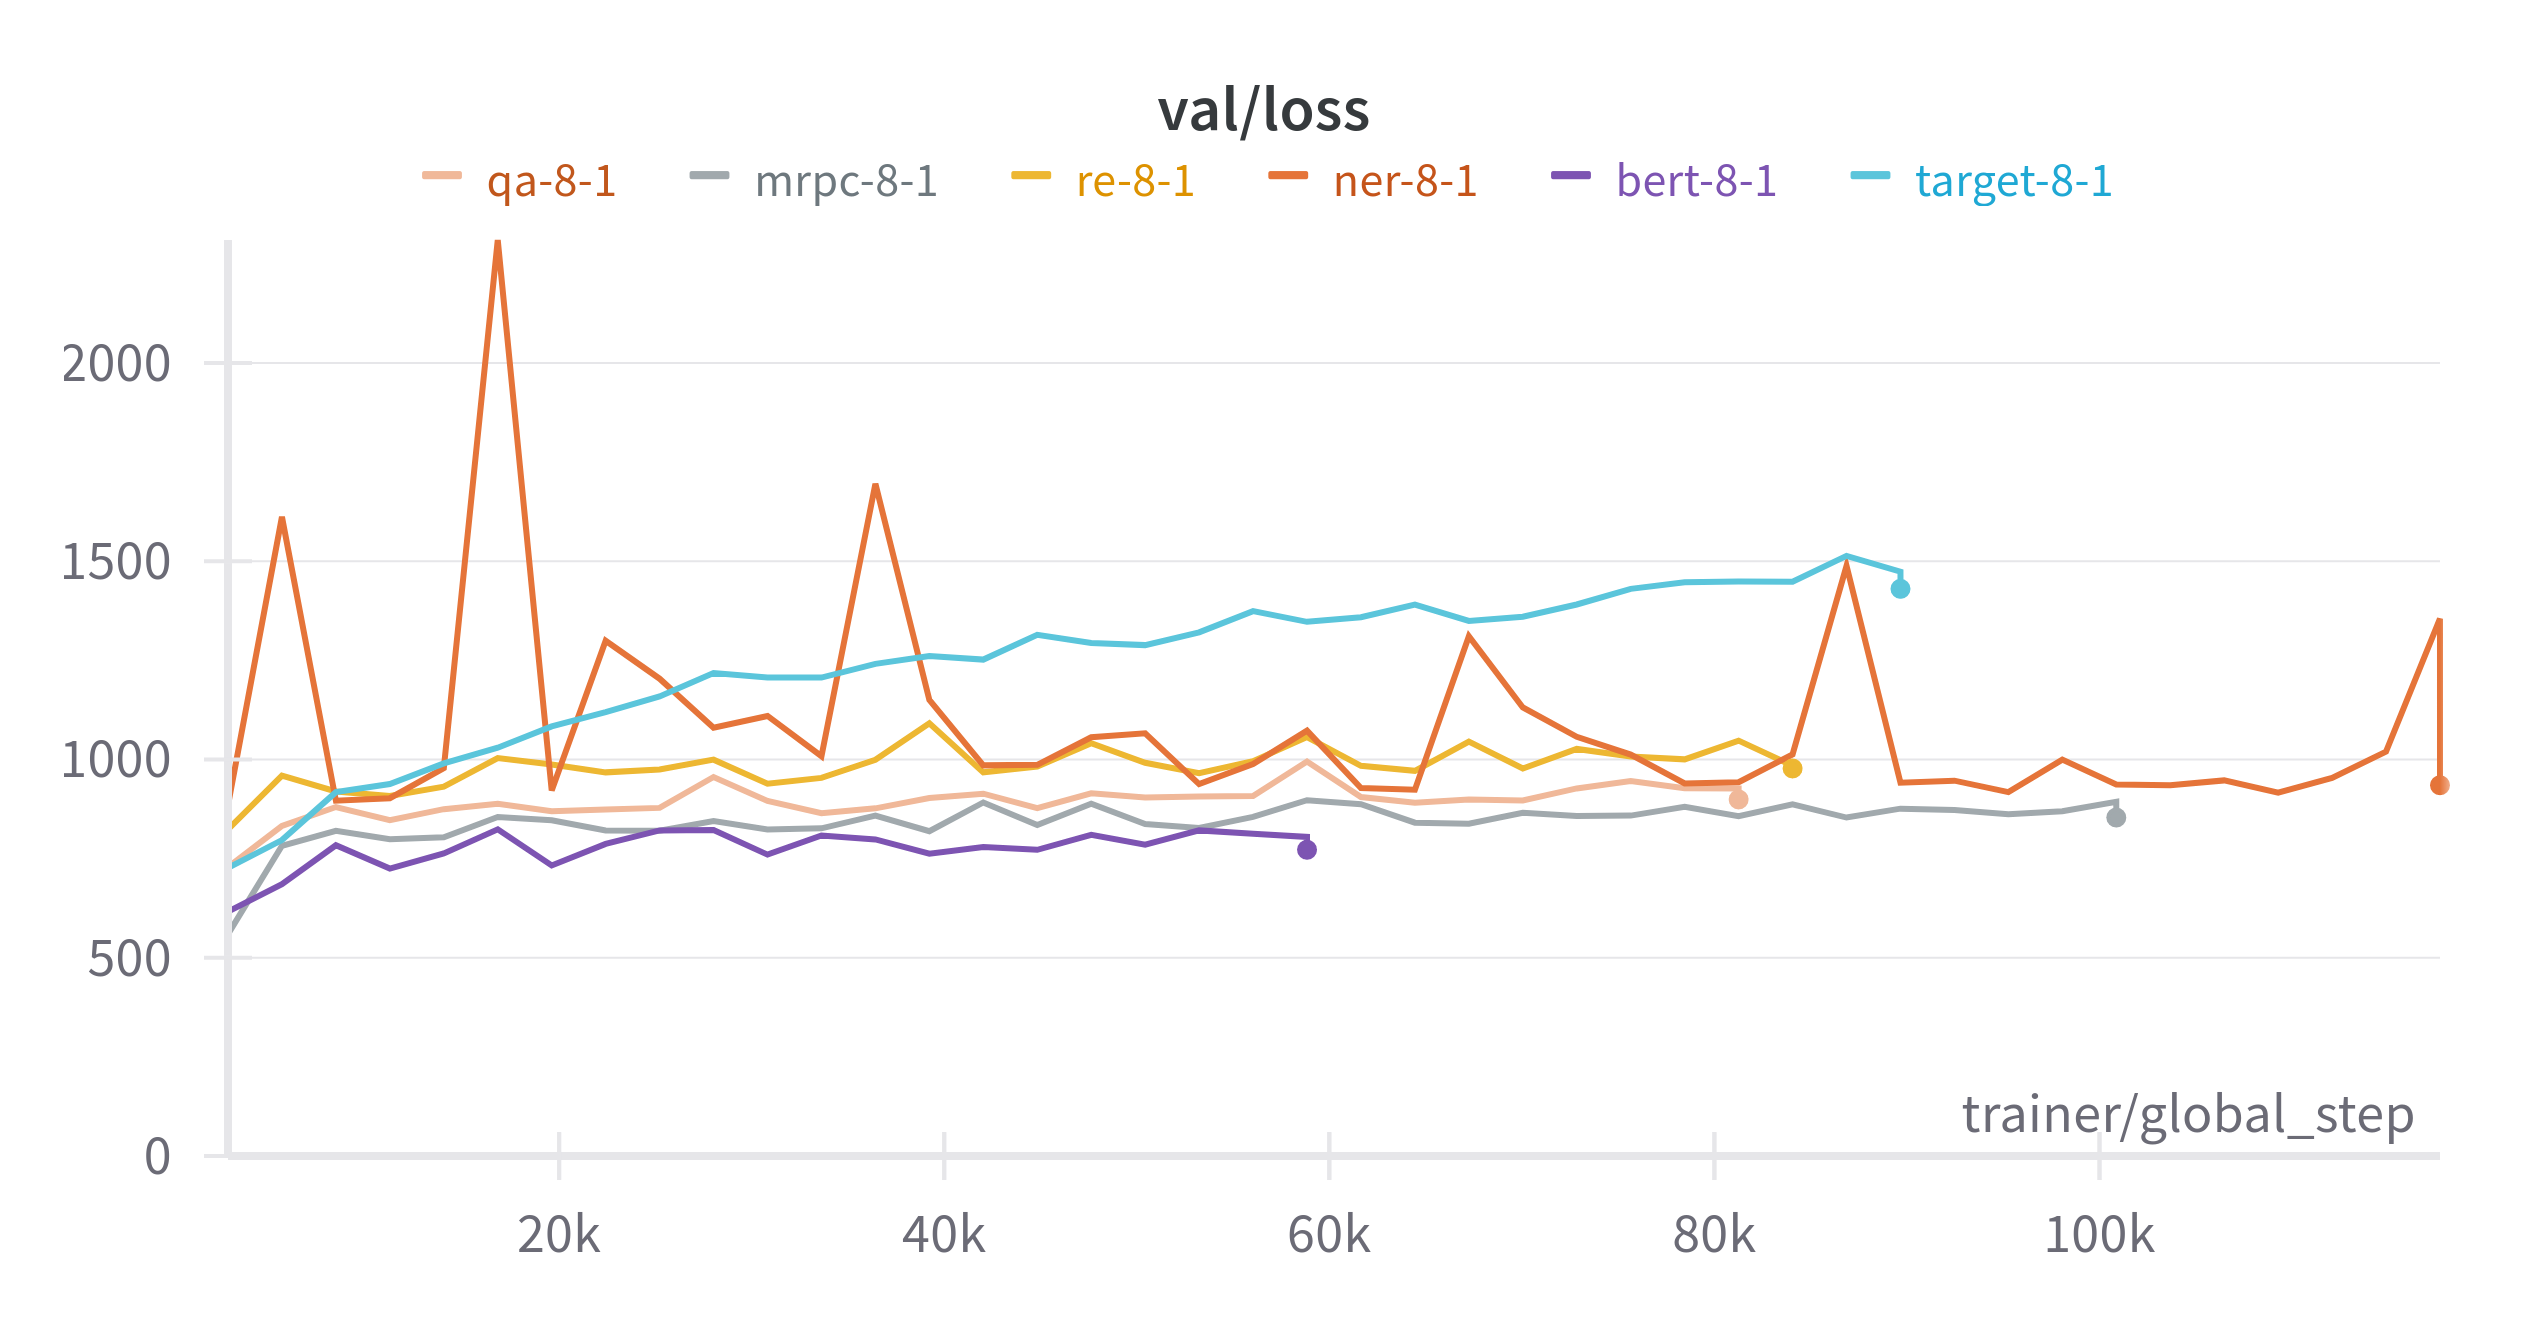 val/loss
qa-8-1 mrpc-8-1 re-8-1 ner-8-1 bert-8-1 target-8-1
2000
1500
1000
500
0
trainer/global_step
20k 40k 60k 80k 100k